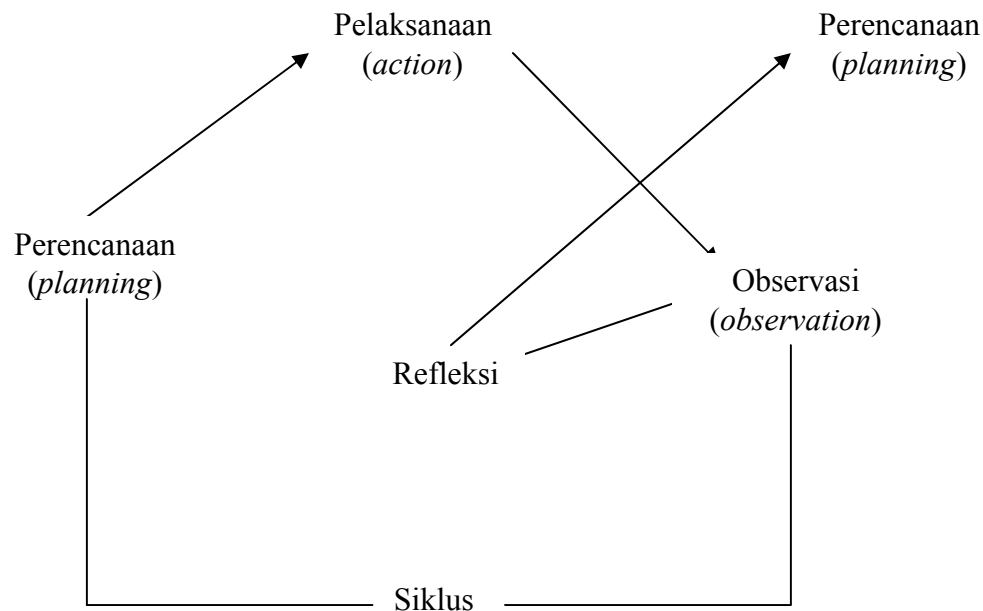 Pelaksanaan
(action)
Perencanaan
(planning)
Perencanaan
(planning)
Observasi
(observation)
Refleksi
Siklus